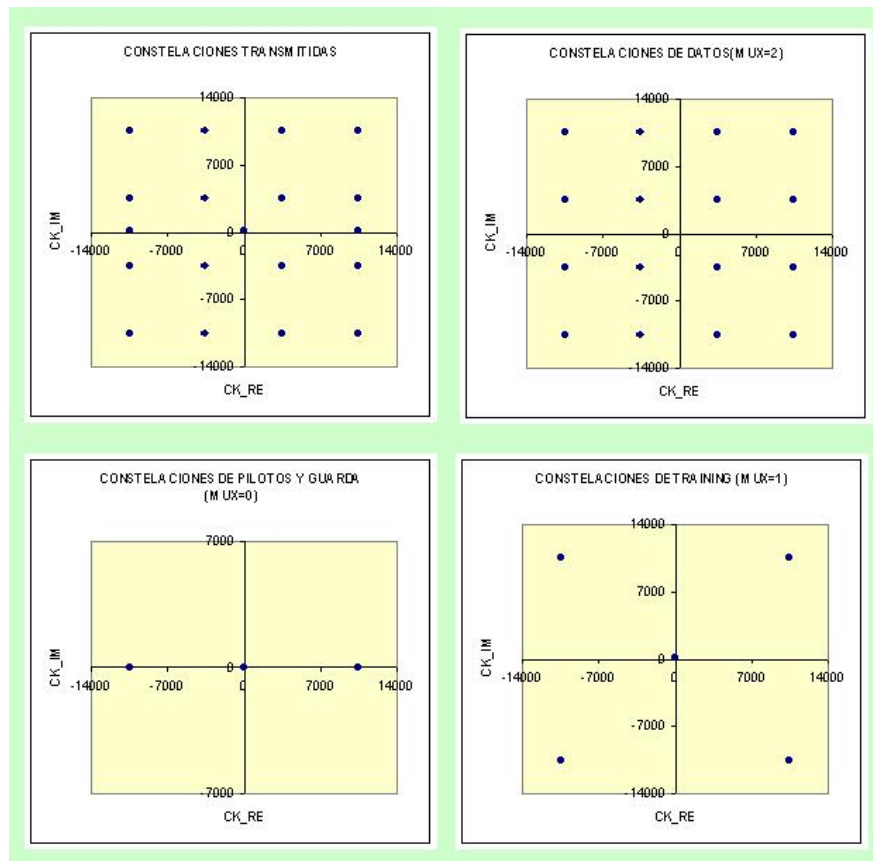 CONSTELACIONES TRANSMITIDAS
14000
7000
0
-14000 -7000 0 7000 14000
-7000
-14000
CK_IM
CK_RE
CONSTELACIONES DE DATOS(MUX=2)
14000
7000
0
-14000 -7000 0 7000 14000
-7000
-14000
CK_IM
CK_RE
CONSTELACIONES DE PILOTOS Y GUARDA
(MUX=0)
7000
0
-14000 -7000 0 7000 14000
-7000
CK_IM
CK_RE
CONSTELACIONES DETRAINING (MUX=1)
14000
7000
0
-14000 -7000 0 7000 14000
-7000
-14000
CK_IM
CK_RE